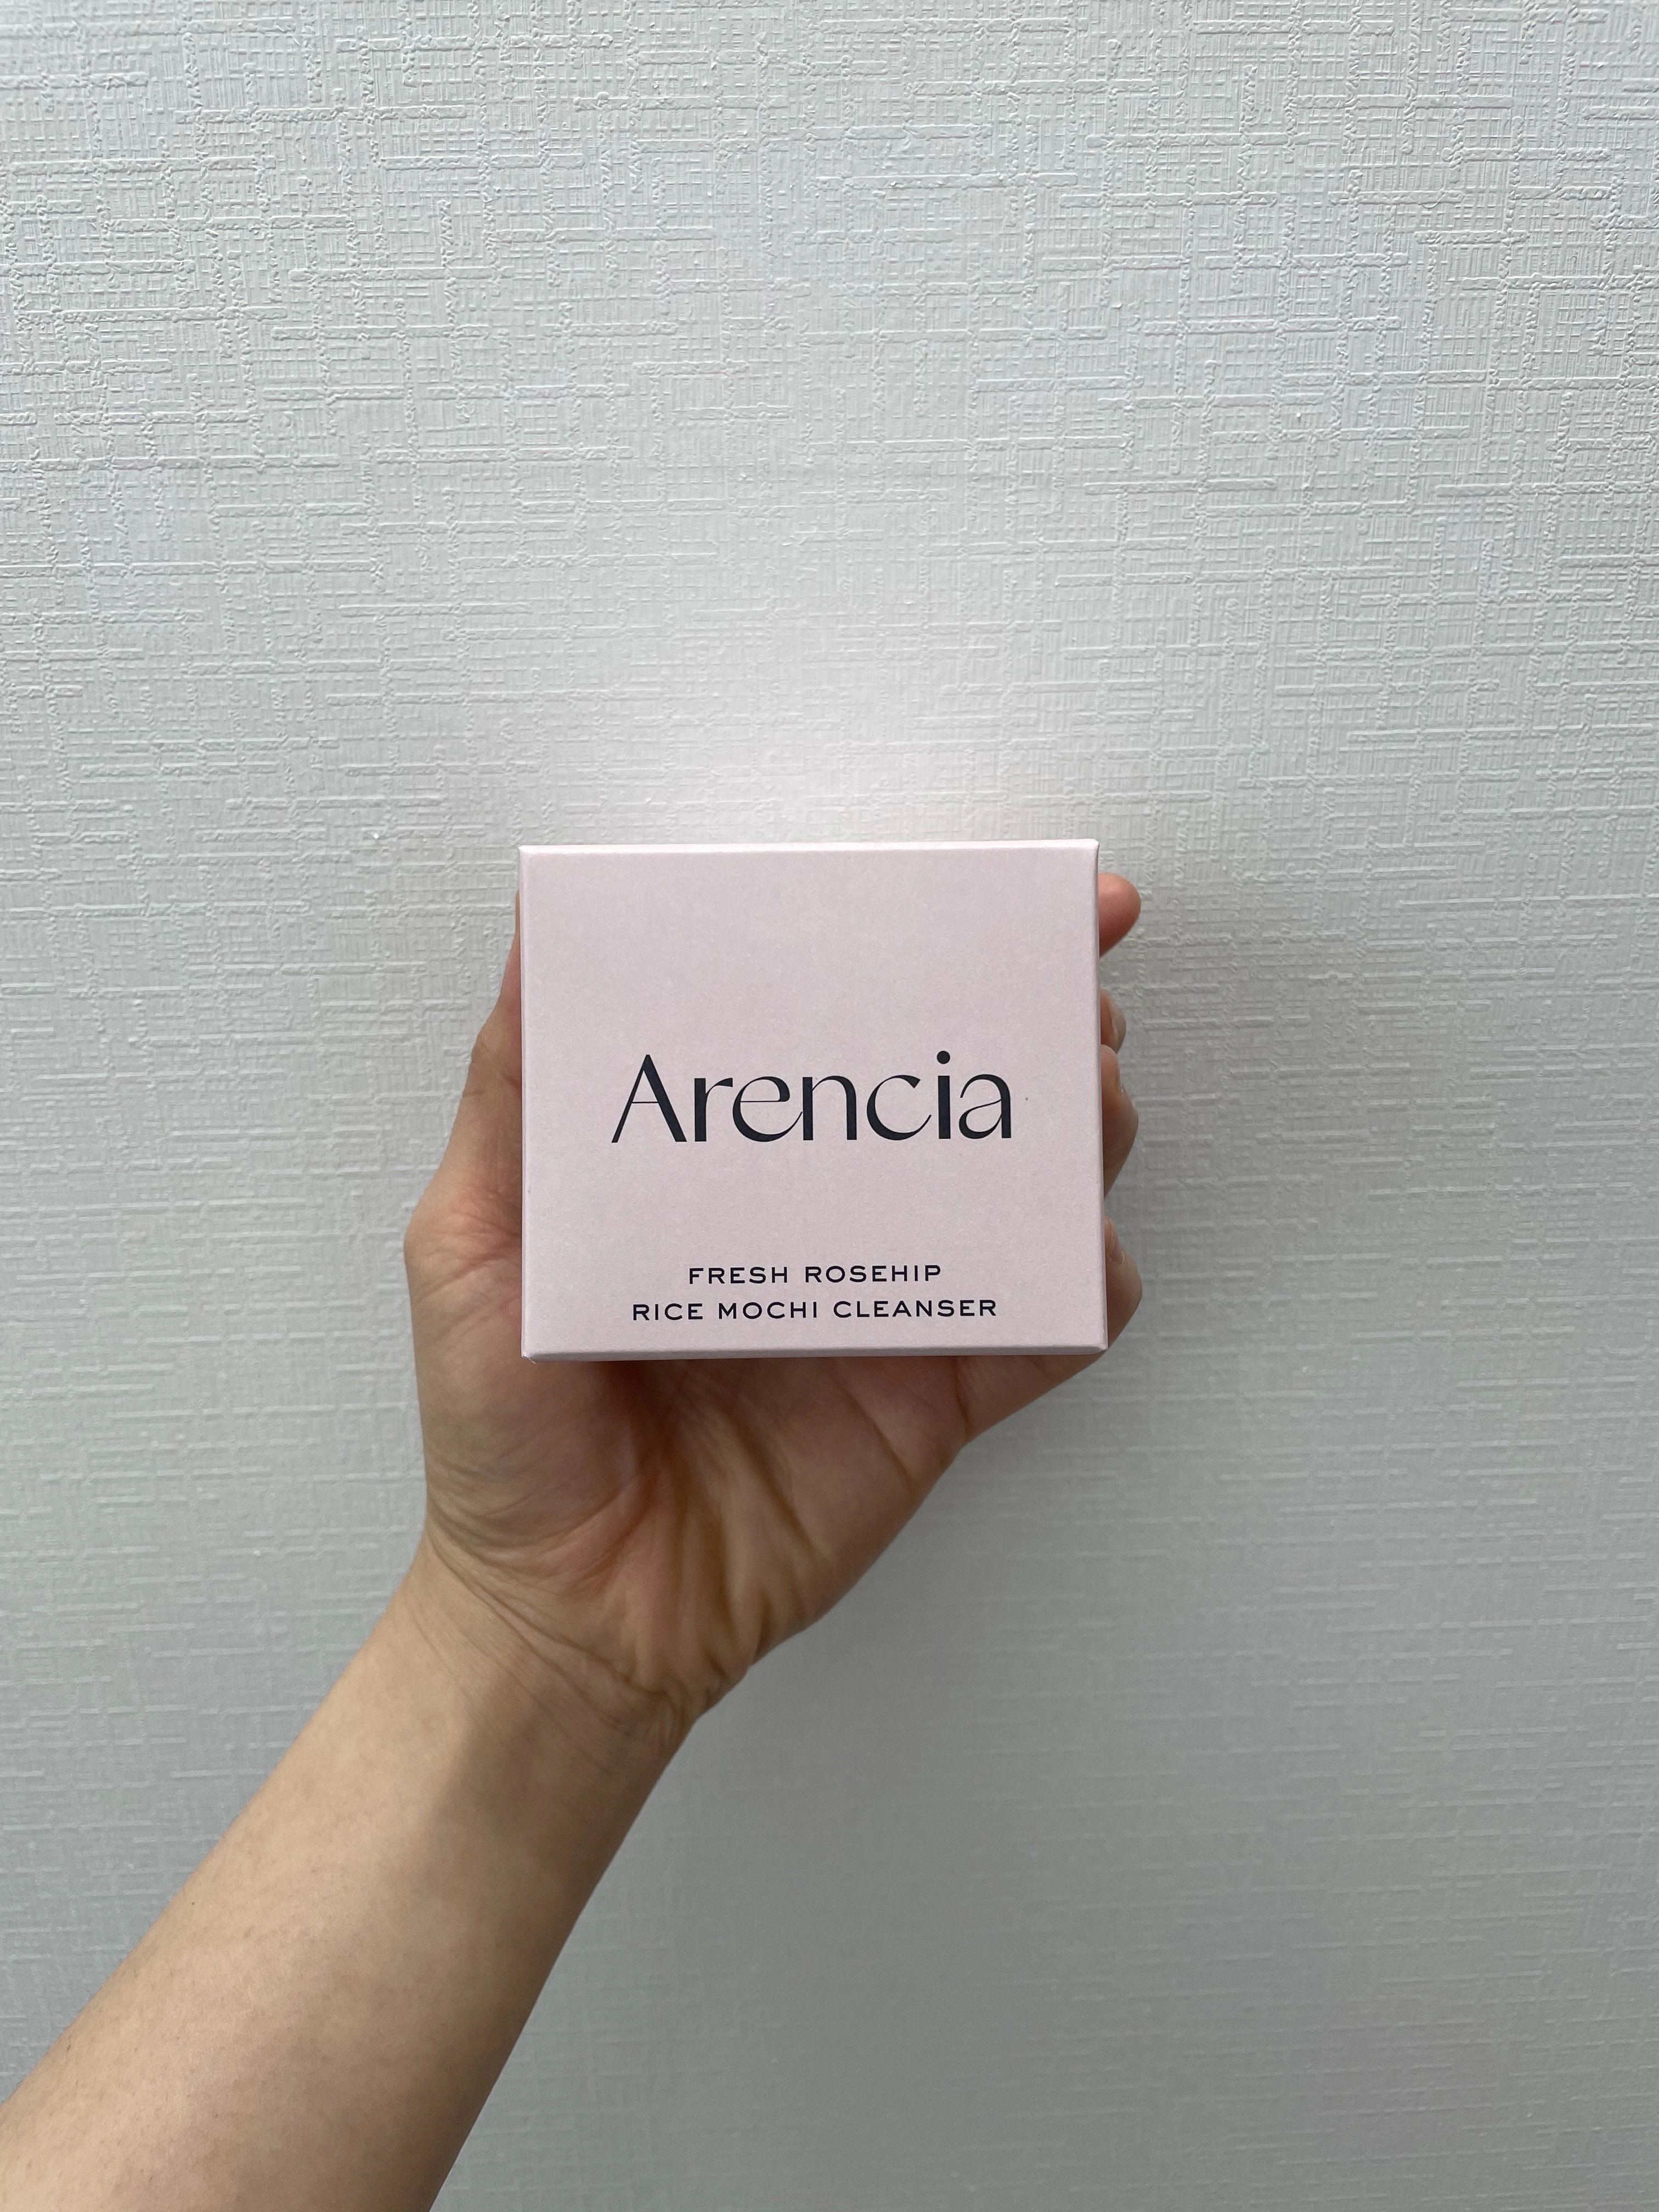 Arencia
FRESH ROSEHIP
RICE MOCHI CLEANSER